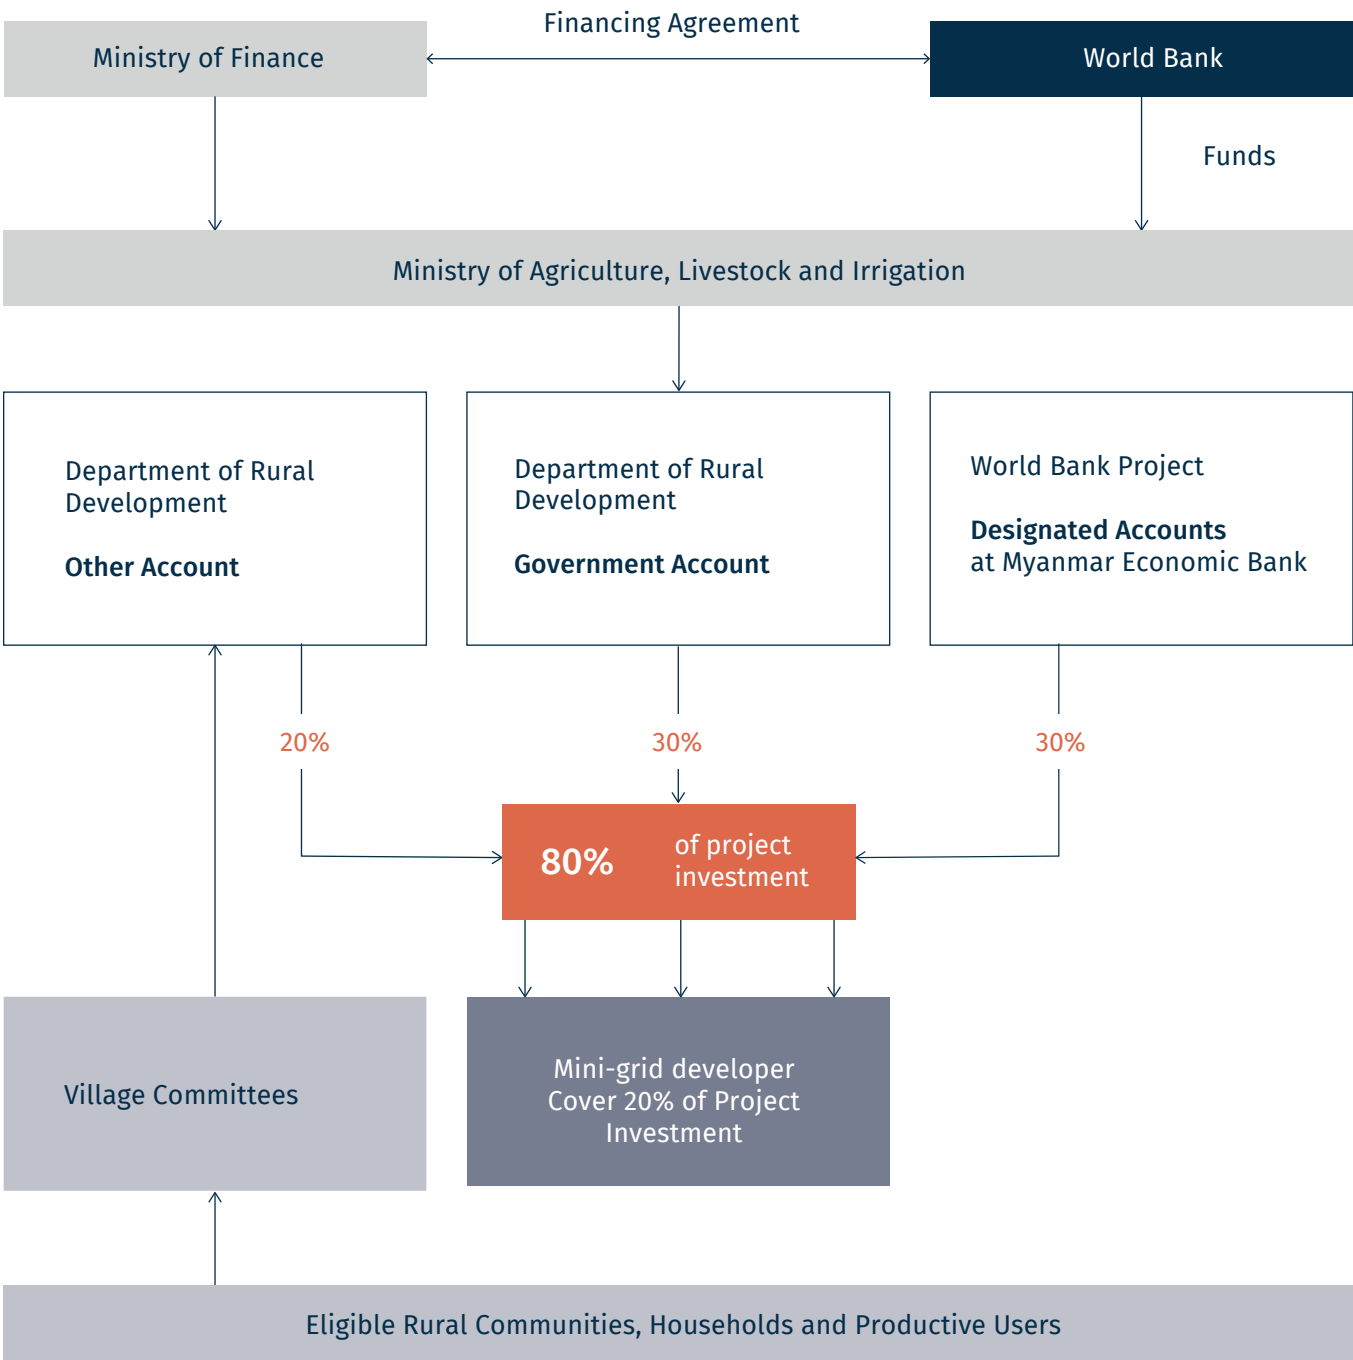 Financing Agreement
Ministry of Finance
World Bank
Funds
Ministry of Agriculture, Livestock and Irrigation
Department of Rural
Development
Other Account
Department of Rural
Development
Government Account
World Bank Project
Designated Accounts
at Myanmar Economic Bank
20%
30%
30%
80%
of project
investment
Village Committees
Mini-grid developer
Cover 20% of Project
Investment
Eligible Rural Communities, Households and Productive Users